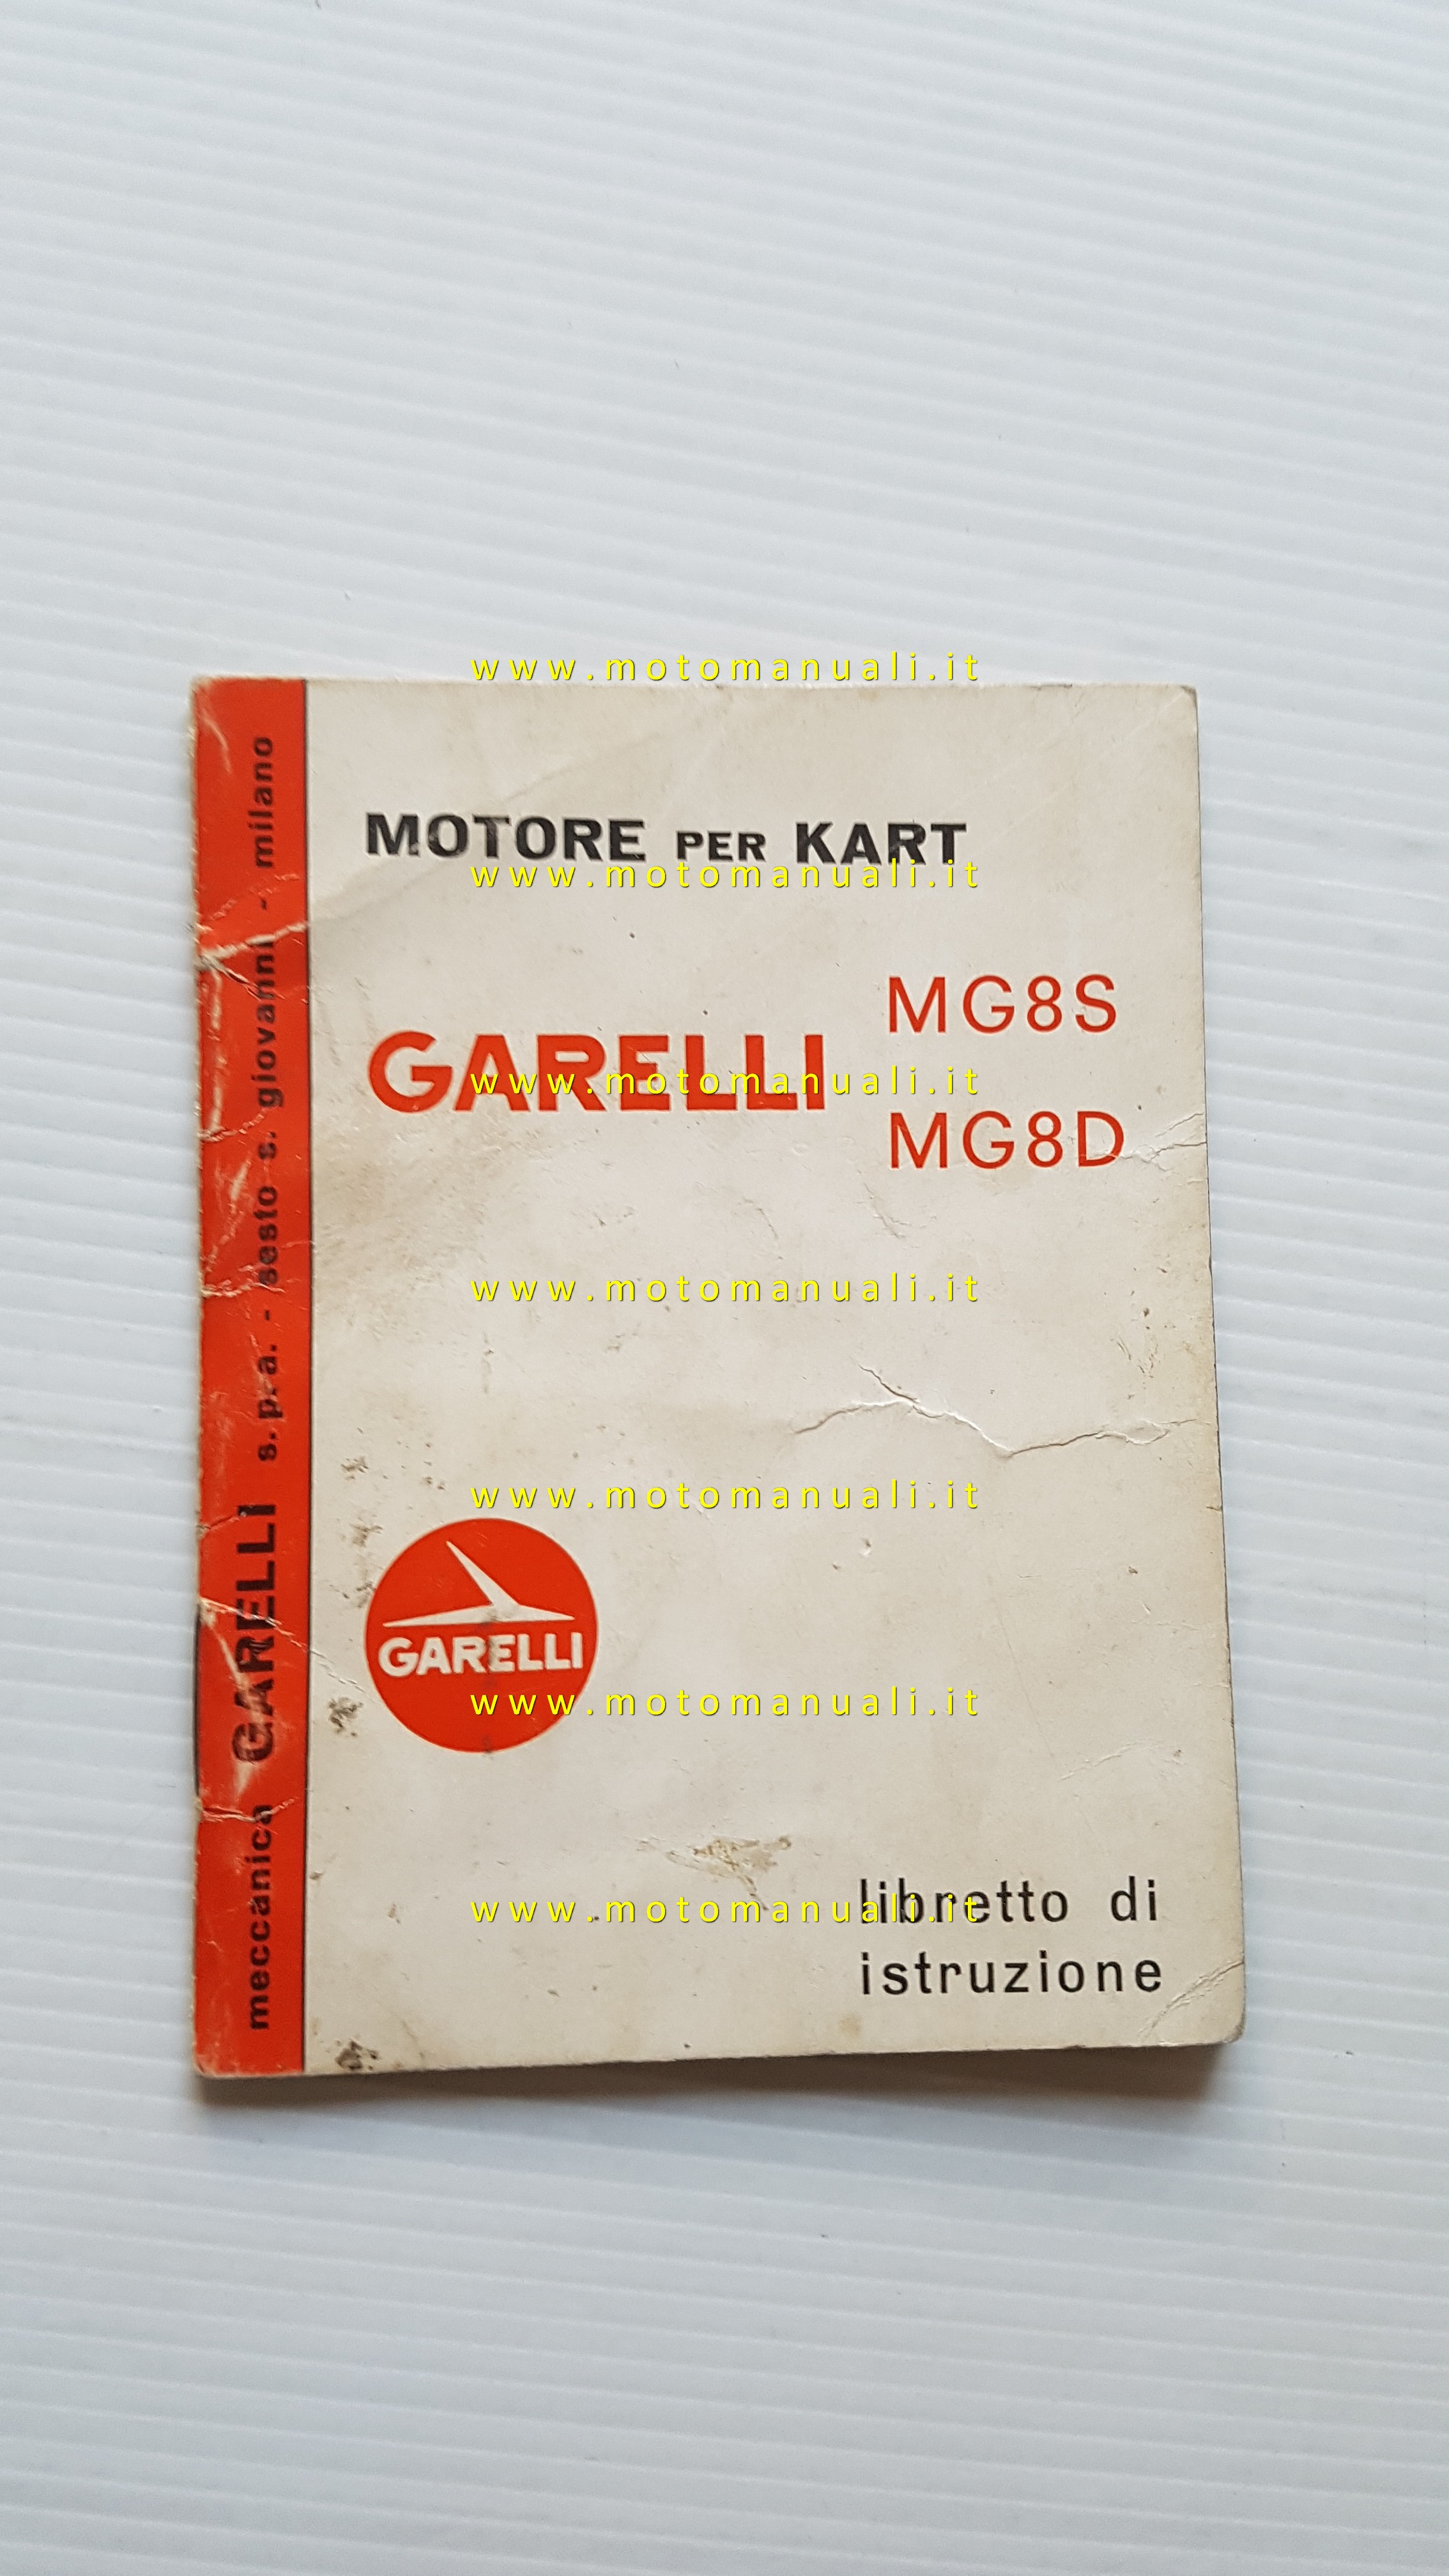 www.motomanuali.it
MOTORE PER KART
www.motomanuali.it
MG8S
GARELLI
www.motomanuali.it
MG8D
www.motomanuali.it
www.motomanuali.it
GARELLI
www.motomanuali.it
libretto di
www.motomanuali.it
istruzione
meccanica GARELLI s.p.a. - sesto s. giovanni - milano